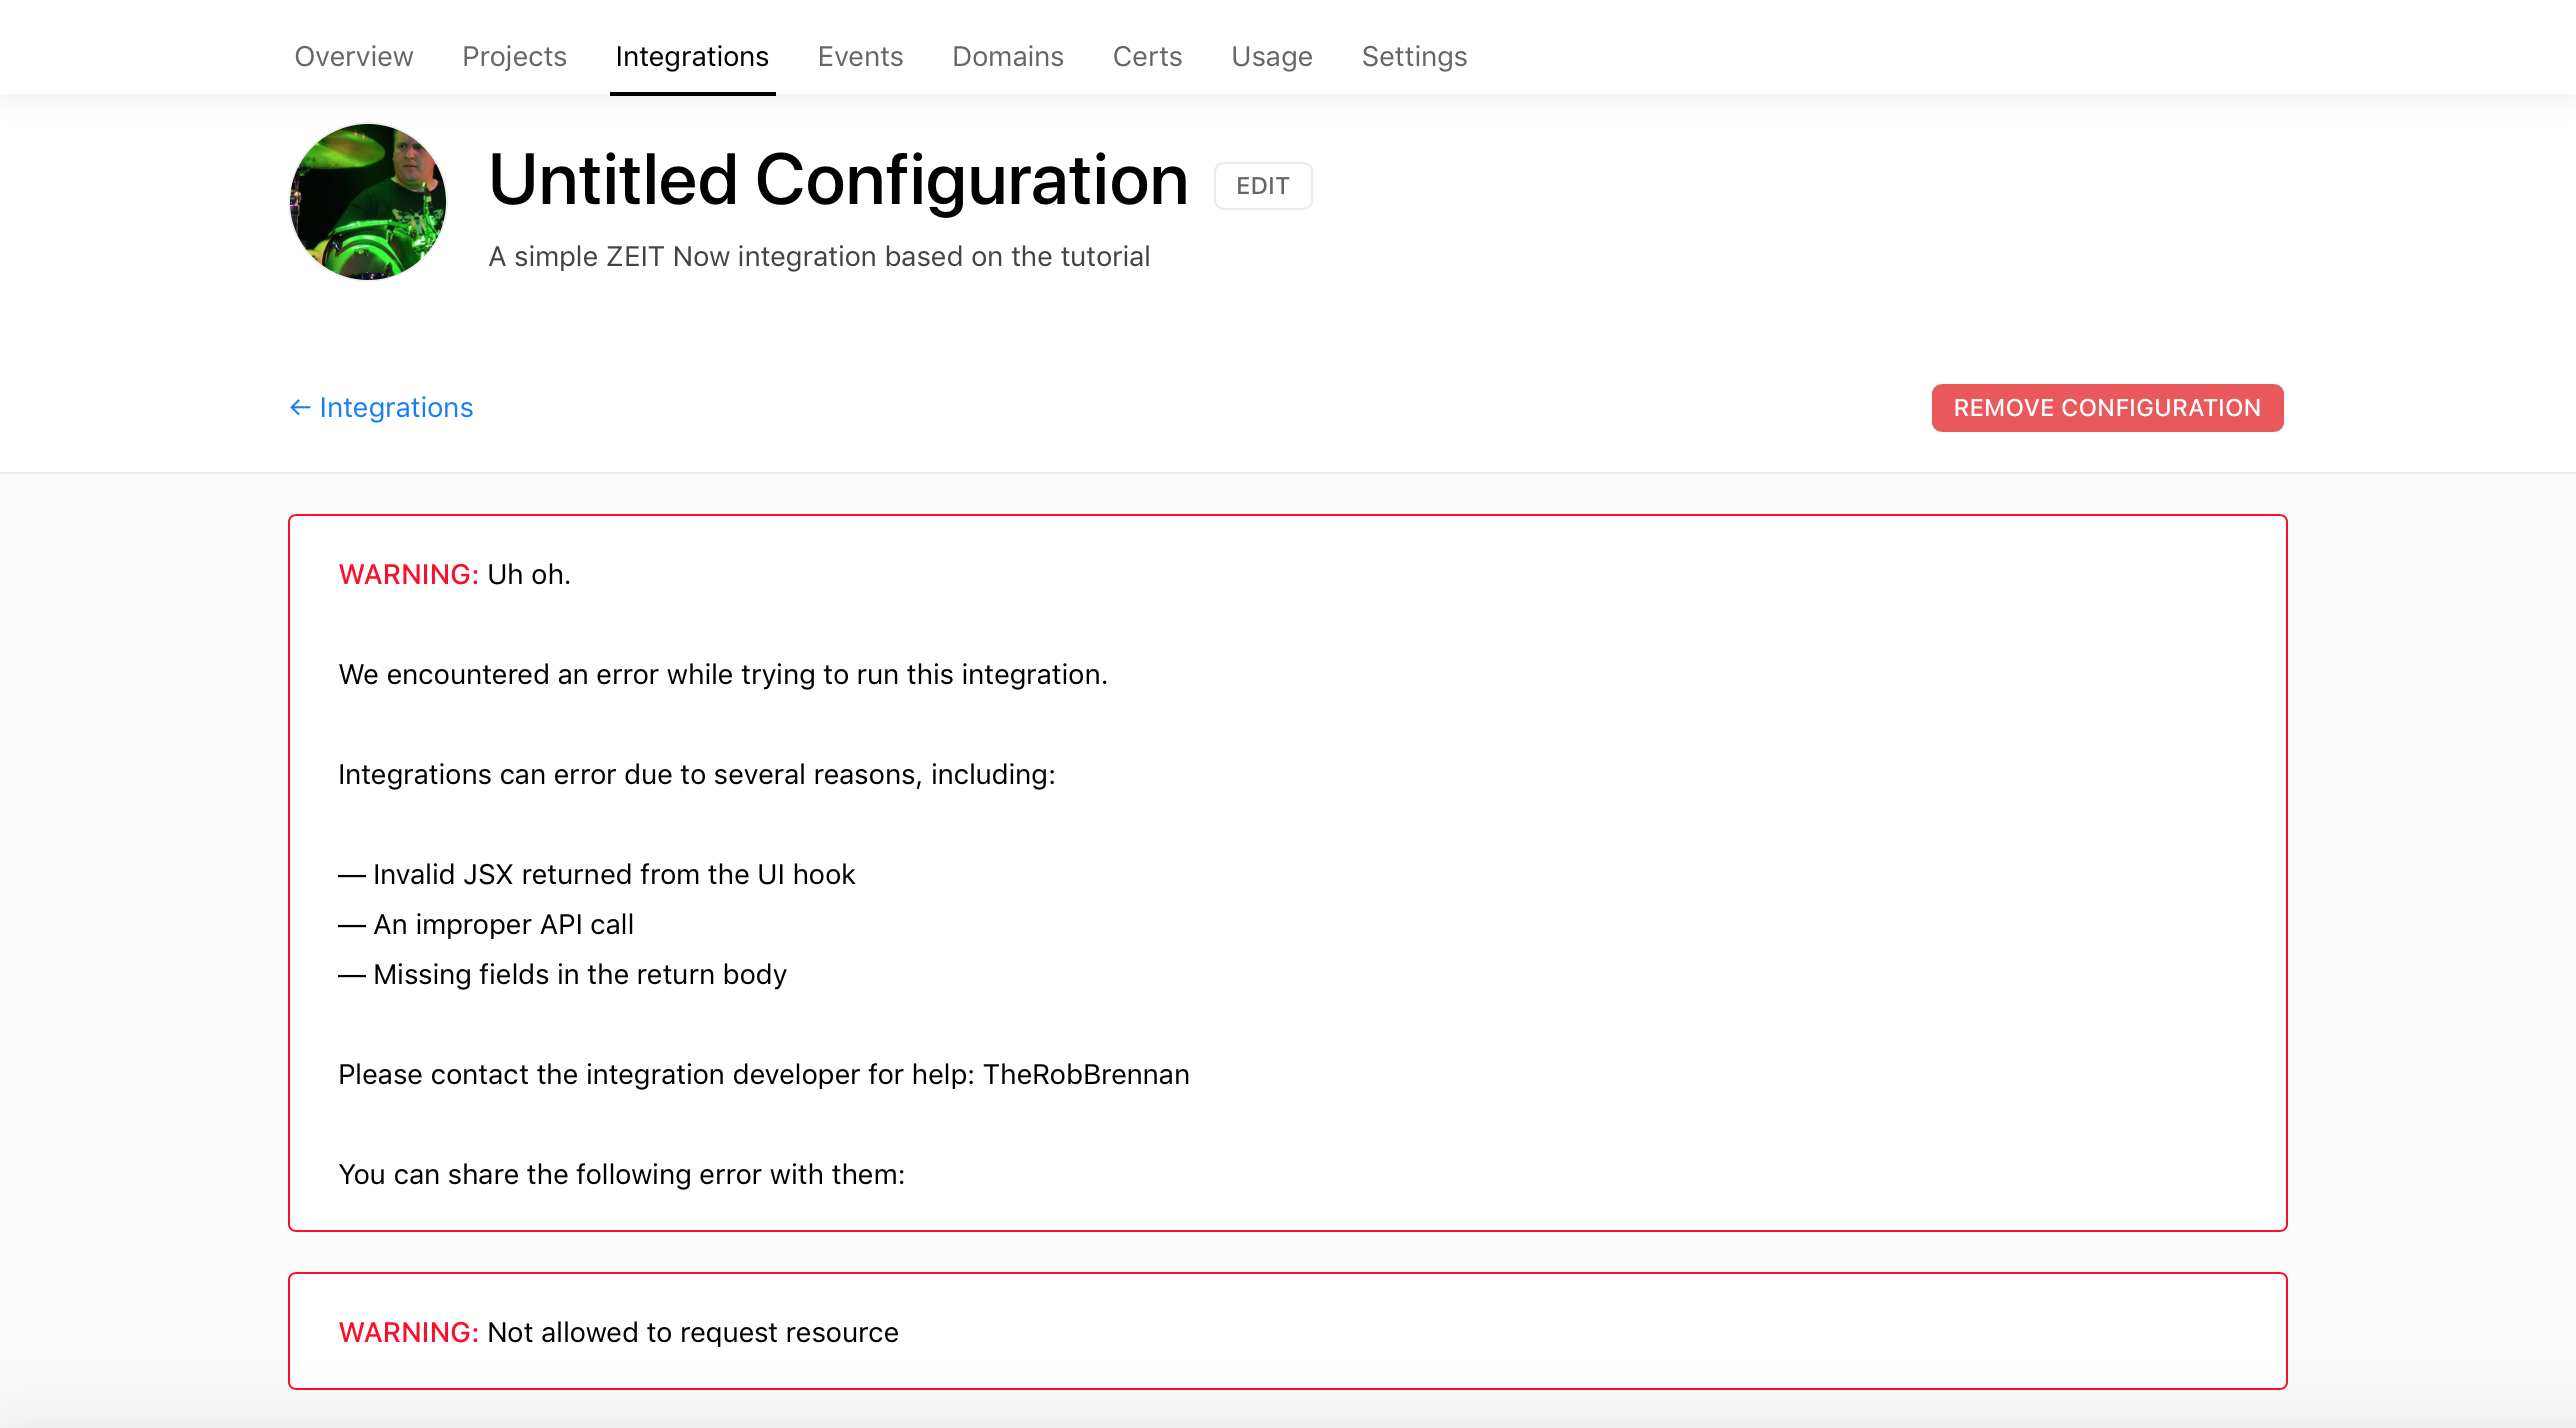 Overview Projects Integrations Events Domains Certs Usage Settings
Untitled Configuration EDIT
A simple ZEIT Now integration based on the tutorial
← Integrations REMOVE CONFIGURATION
WARNING: Uh oh.
We encountered an error while trying to run this integration.
Integrations can error due to several reasons, including:
— Invalid JSX returned from the UI hook
— An improper API call
— Missing fields in the return body
Please contact the integration developer for help: TheRobBrennan
You can share the following error with them:
WARNING: Not allowed to request resource